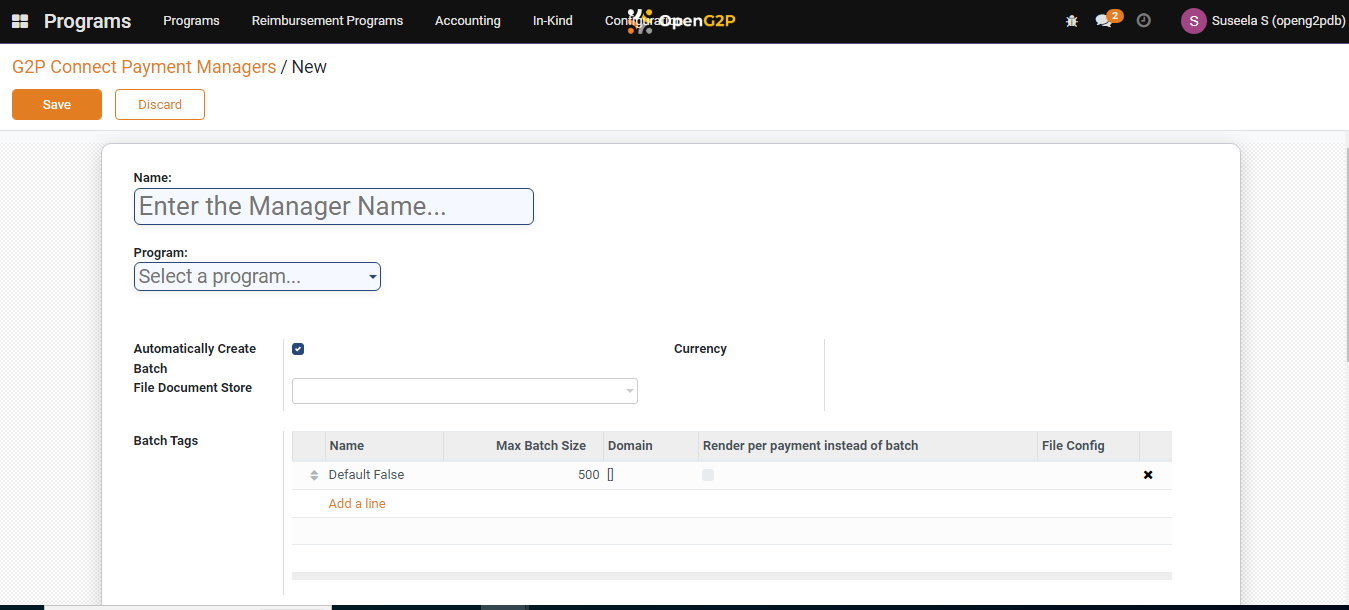 Programs Programs Reimbursement Programs Accounting In-Kind Configuration OpenG2P 2 S Suseela S (openg2pdb)
G2P Connect Payment Managers / New
Save Discard
Name:
Enter the Manager Name...
Program:
Select a program...
Automatically Create Currency
Batch
File Document Store
Batch Tags Name Max Batch Size Domain Render per payment instead of batch File Config
Default False 500 []
Add a line